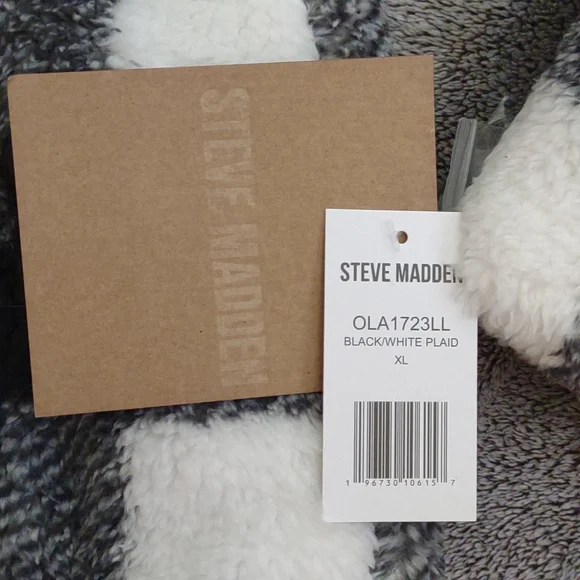 STEVE MADDEN
STEVE MADDEN
OLA1723LL
BLACK/WHITE PLAID
XL
1 96730 10615 7